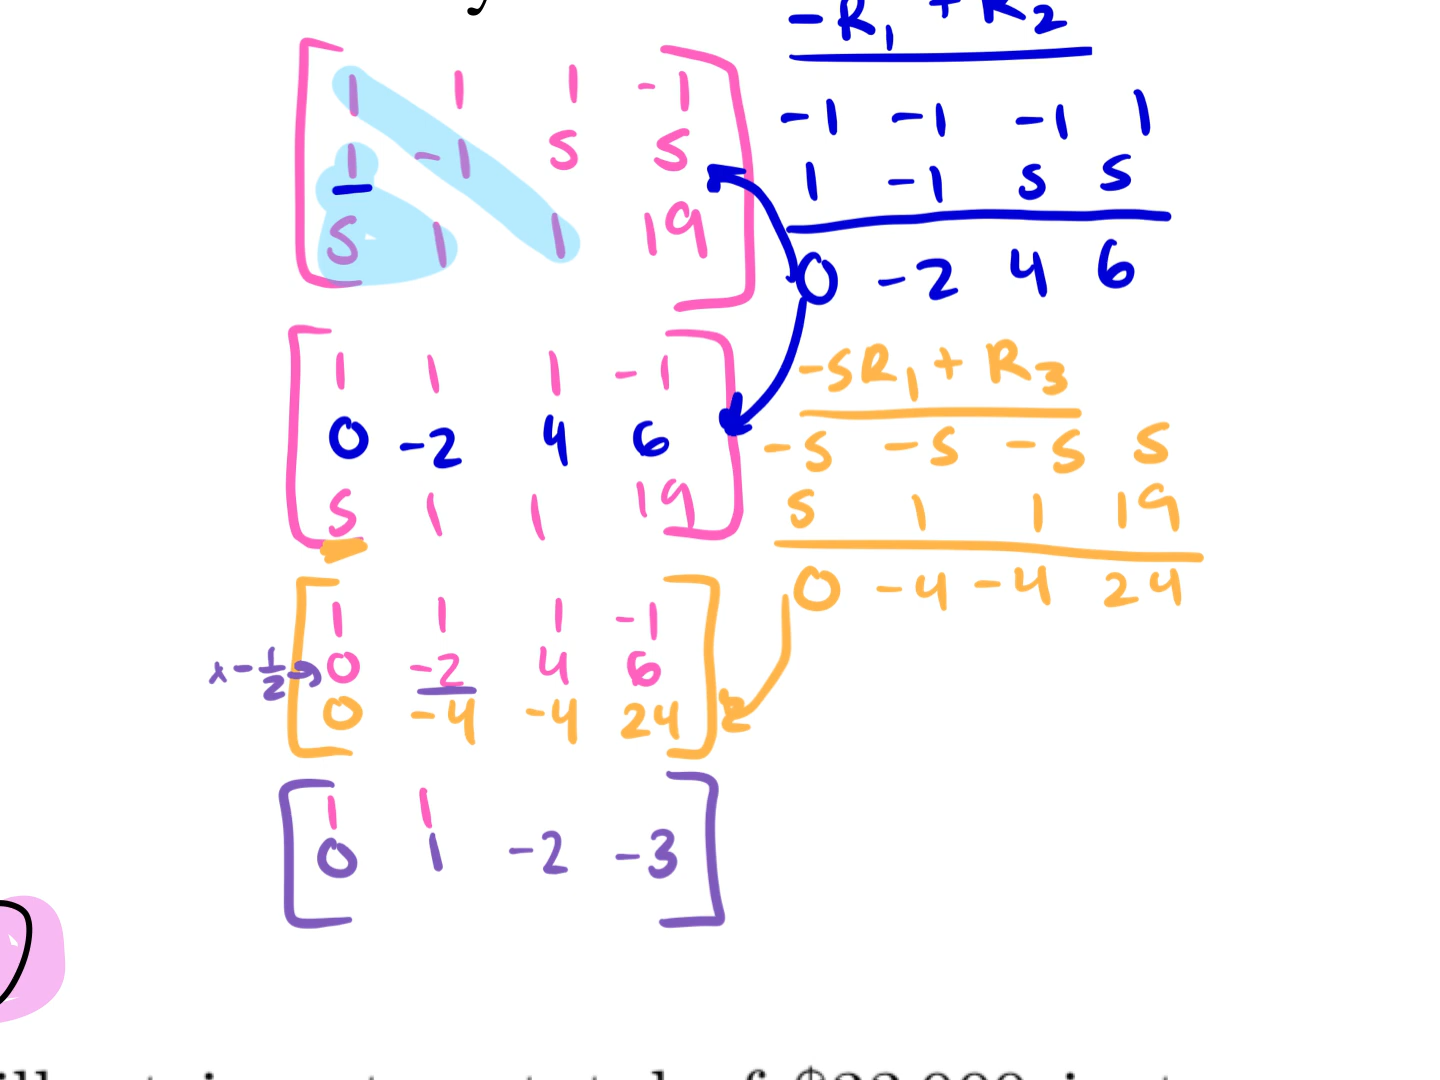 y
-R₁ + R₂
1 1 1 -1
1 -1 5 5
5 1 1 19
-1 -1 -1 1
1 -1 5 5
0 -2 4 6
1 1 1 -1
0 -2 4 6
5 1 1 19
-5R₁ + R₃
-5 -5 -5 5
5 1 1 19
0 -4 -4 24
1 1 1 -1
x -1/2 → 0 -2 4 6
0 -4 -4 24
1 1
0 1 -2 -3